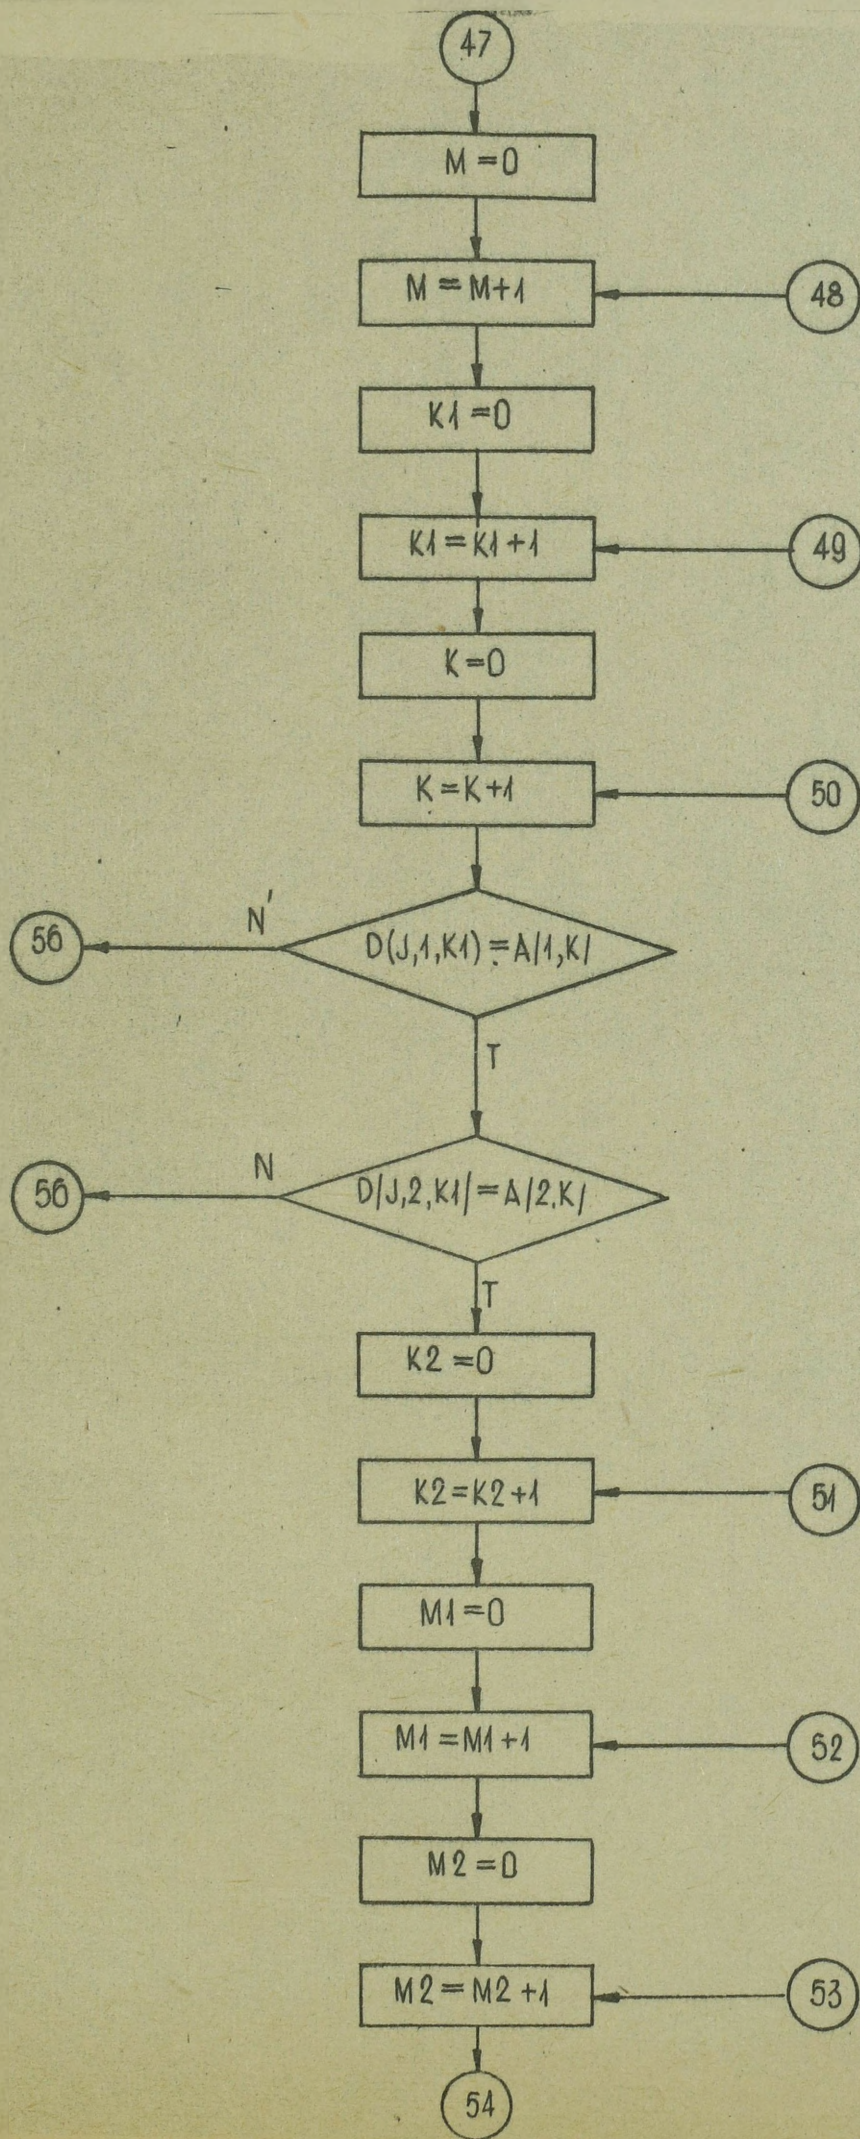 47
M=0
M=M+1
48
K1=0
K1=K1+1
49
K=0
K=K+1
50
56
N'
D(J,1,K1)=A/1,K/
T
56
N
D/J,2,K1/=A/2,K/
T
K2=0
K2=K2+1
51
M1=0
M1=M1+1
52
M2=0
M2=M2+1
53
54